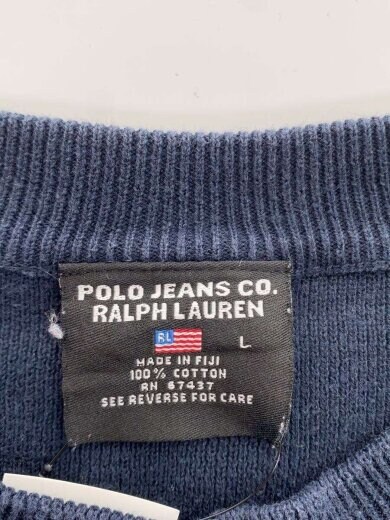 POLO JEANS CO.
RALPH LAUREN
RL L
MADE IN FIJI
100% COTTON
RN 67437
SEE REVERSE FOR CARE